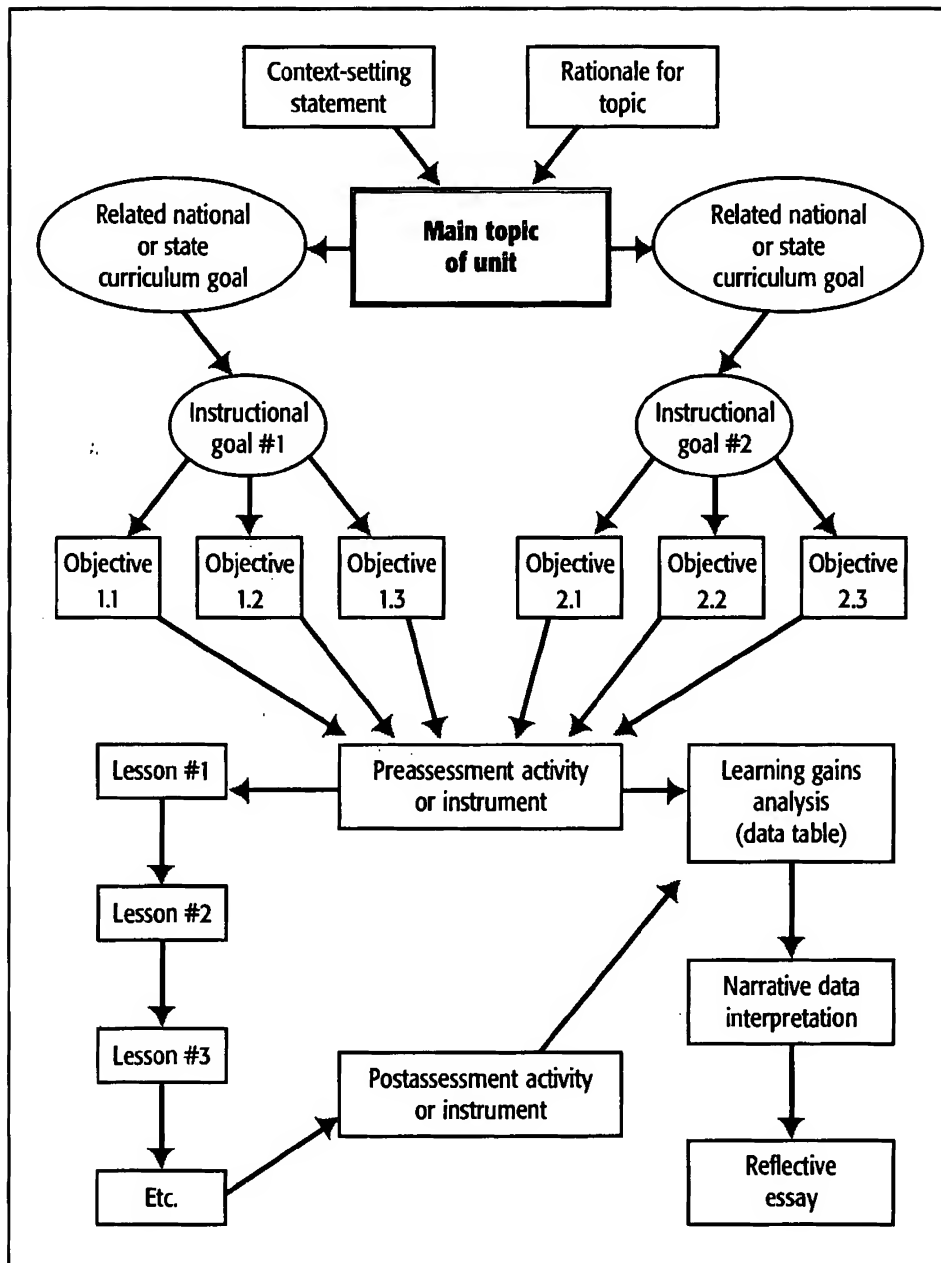 Context-setting
statement
Rationale for
topic
Related national
or state
curriculum goal
Main topic
of unit
Related national
or state
curriculum goal
Instructional
goal #1
Instructional
goal #2
Objective
1.1
Objective
1.2
Objective
1.3
Objective
2.1
Objective
2.2
Objective
2.3
Lesson #1
Preassessment activity
or instrument
Learning gains
analysis
(data table)
Lesson #2
Narrative data
interpretation
Lesson #3
Postassessment activity
or instrument
Etc.
Reflective
essay